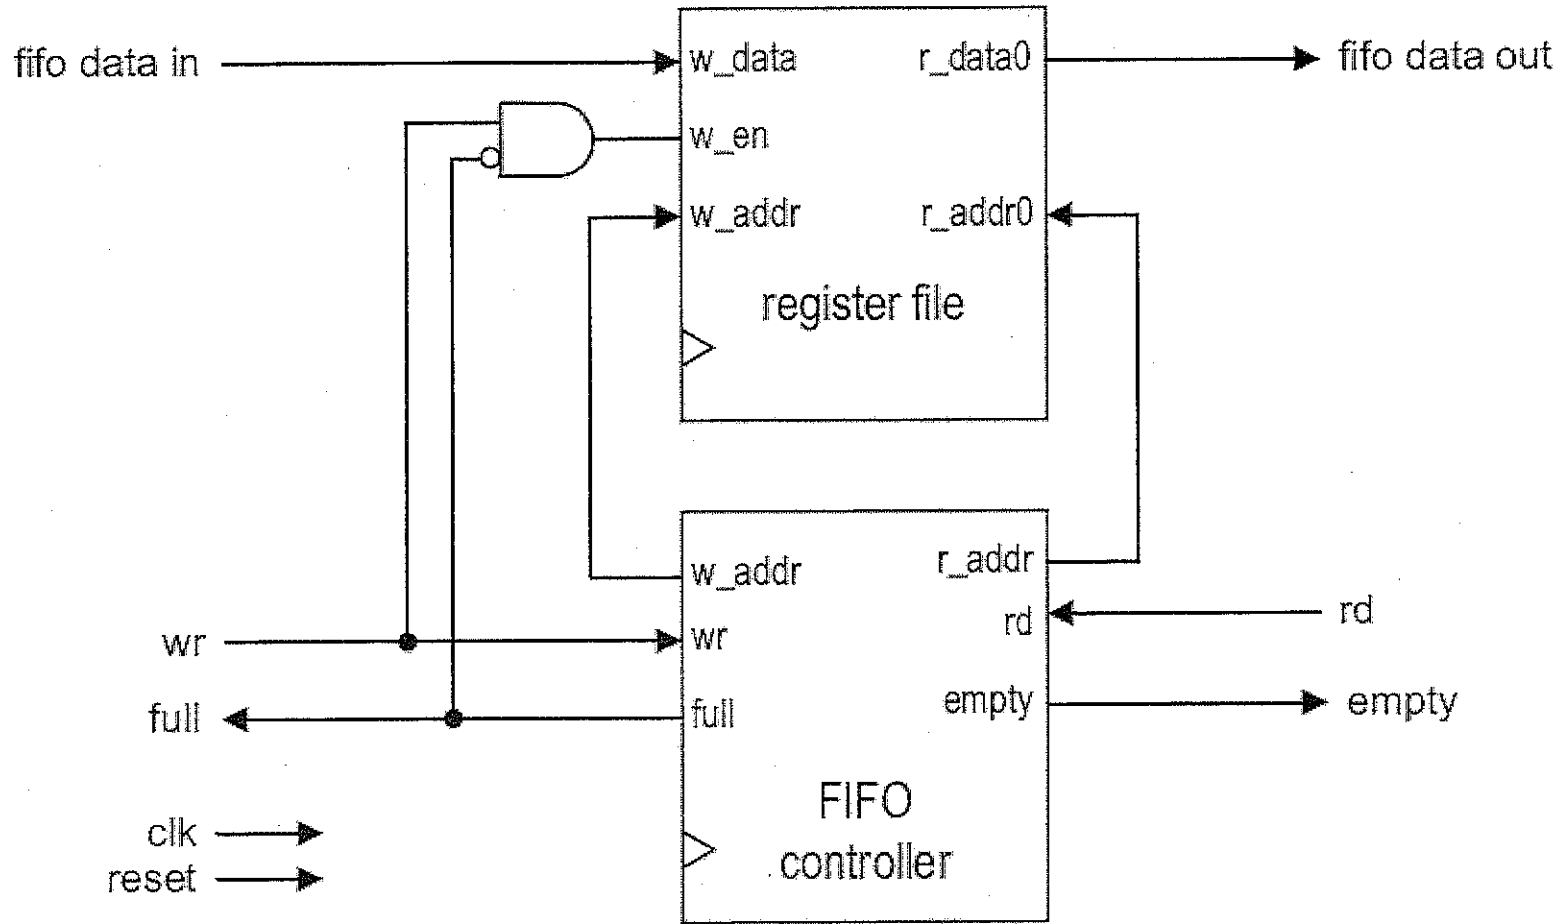 fifo data in
w_data
r_data0
fifo data out
w_en
w_addr
r_addr0
register file
w_addr
r_addr
wr
wr
rd
rd
full
full
empty
empty
FIFO
controller
clk
reset